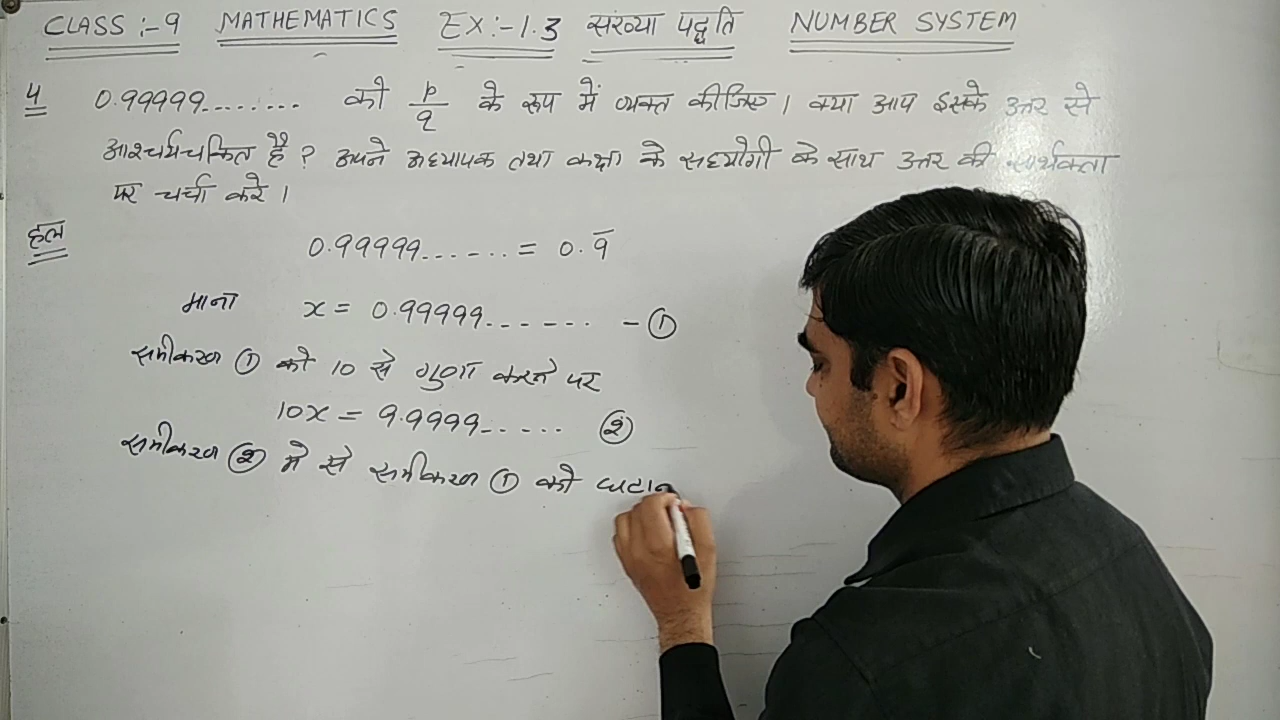 CLASS :- 9 MATHEMATICS EX:-1.3 संख्या पद्धति NUMBER SYSTEM
4 0.99999........ को p/q के रूप में व्यक्त कीजिए। क्या आप इसके उत्तर से
आश्चर्यचकित है? अपने अध्यापक तथा कक्षा के सहयोगी के साथ उत्तर की सार्थकता
पर चर्चा करे।
हल
0.99999...... = 0.9̅
माना x = 0.99999...... - ①
समीकरण ① को 10 से गुणा करने पर
10x = 9.9999..... ②
समीकरण ② मे से समीकरण ① को